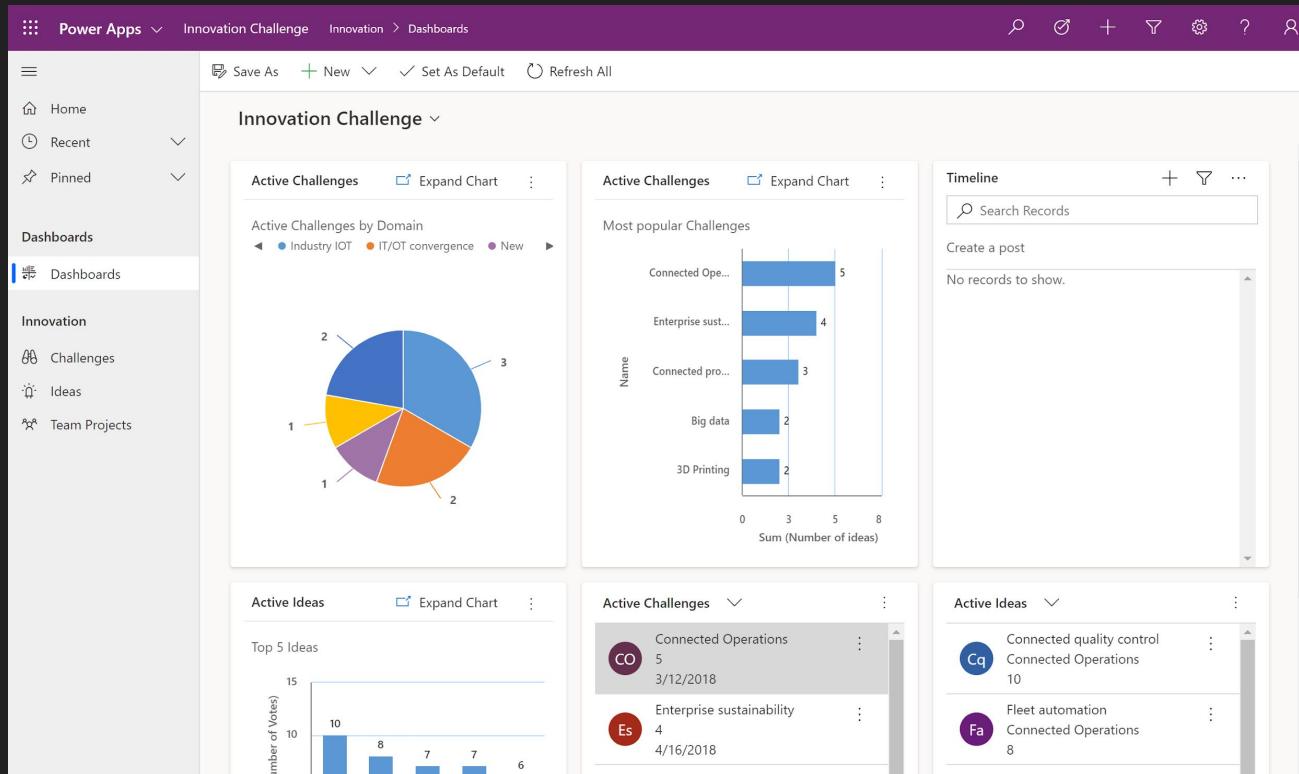 Power Apps Innovation Challenge Innovation > Dashboards
Save As New Set As Default Refresh All
Home
Recent
Pinned
Dashboards
Dashboards
Innovation
Challenges
Ideas
Team Projects
Innovation Challenge
Active Challenges Expand Chart
Active Challenges by Domain
Industry IOT IT/OT convergence New
2
3
1
1
2
Active Challenges Expand Chart
Most popular Challenges
Name
Connected Ope... 5
Enterprise sust... 4
Connected pro... 3
Big data 2
3D Printing 2
0 3 5 8
Sum (Number of ideas)
Timeline
Search Records
Create a post
No records to show.
Active Ideas Expand Chart
Top 5 Ideas
15
10
of Votes)
10
8
7
7
6
Active Challenges
CO
Connected Operations
5
3/12/2018
Es
Enterprise sustainability
4
4/16/2018
Active Ideas
Cq
Connected quality control
Connected Operations
10
Fa
Fleet automation
Connected Operations
8